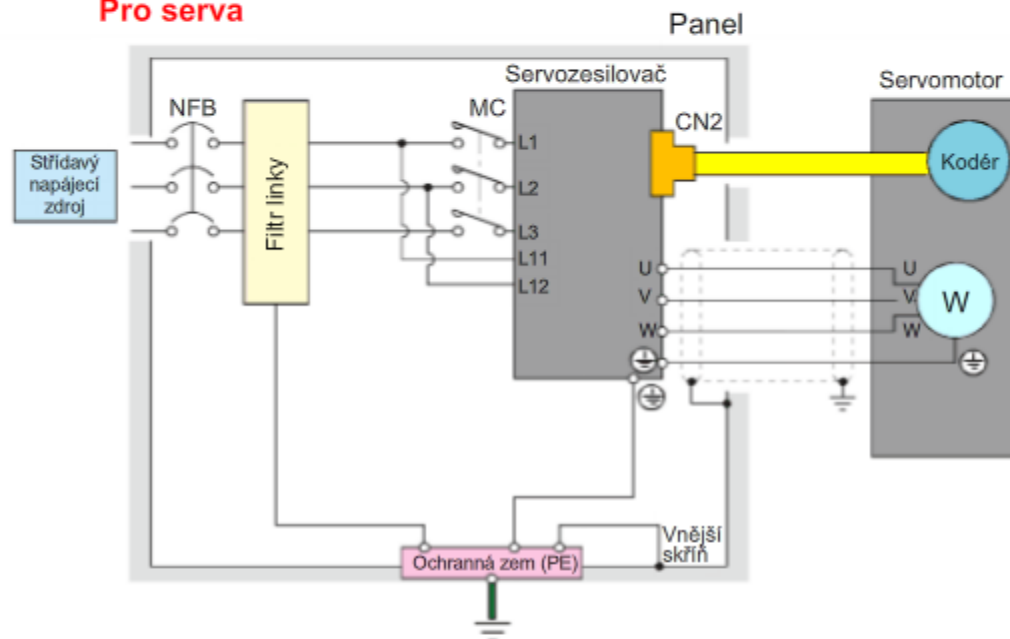 Pro serva
Panel
Servozesilovač
Servomotor
NFB
MC
CN2
Střídavý
napájecí
zdroj
Filtr linky
L1
L2
L3
L11
L12
Kodér
U
V
W
U
V
W
W
Vnější
skříň
Ochranná zem (PE)